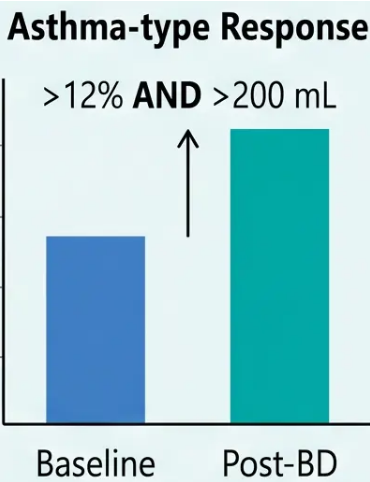 Asthma-type Response
>12% AND >200 mL
Baseline Post-BD